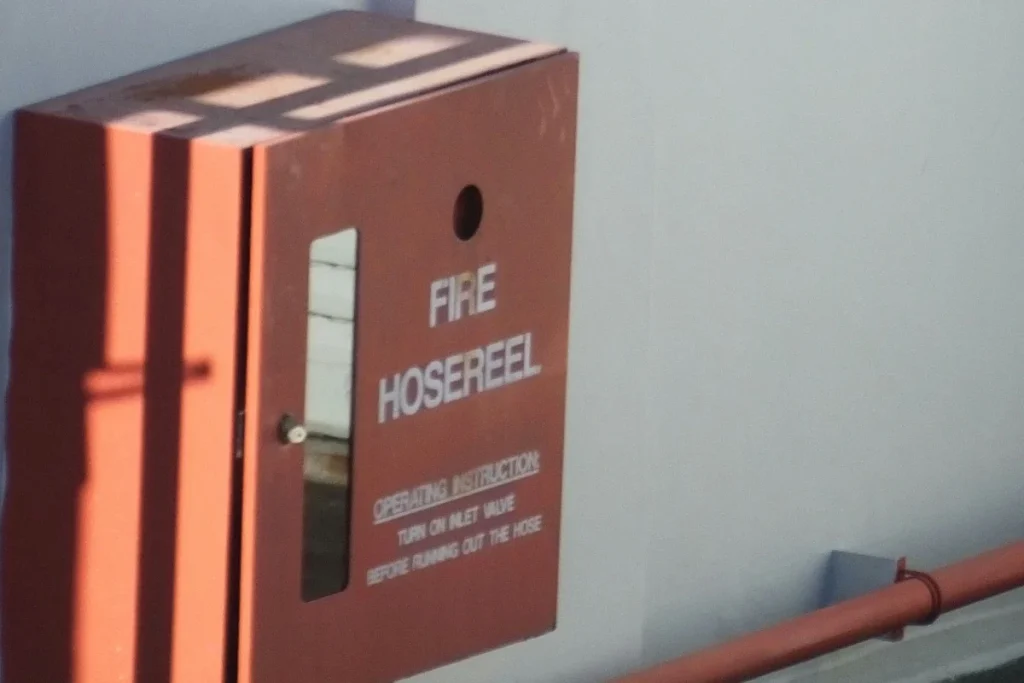 FIRE
HOSEREEL
OPERATING INSTRUCTION:
TURN ON INLET VALVE
BEFORE RUNNING OUT THE HOSE